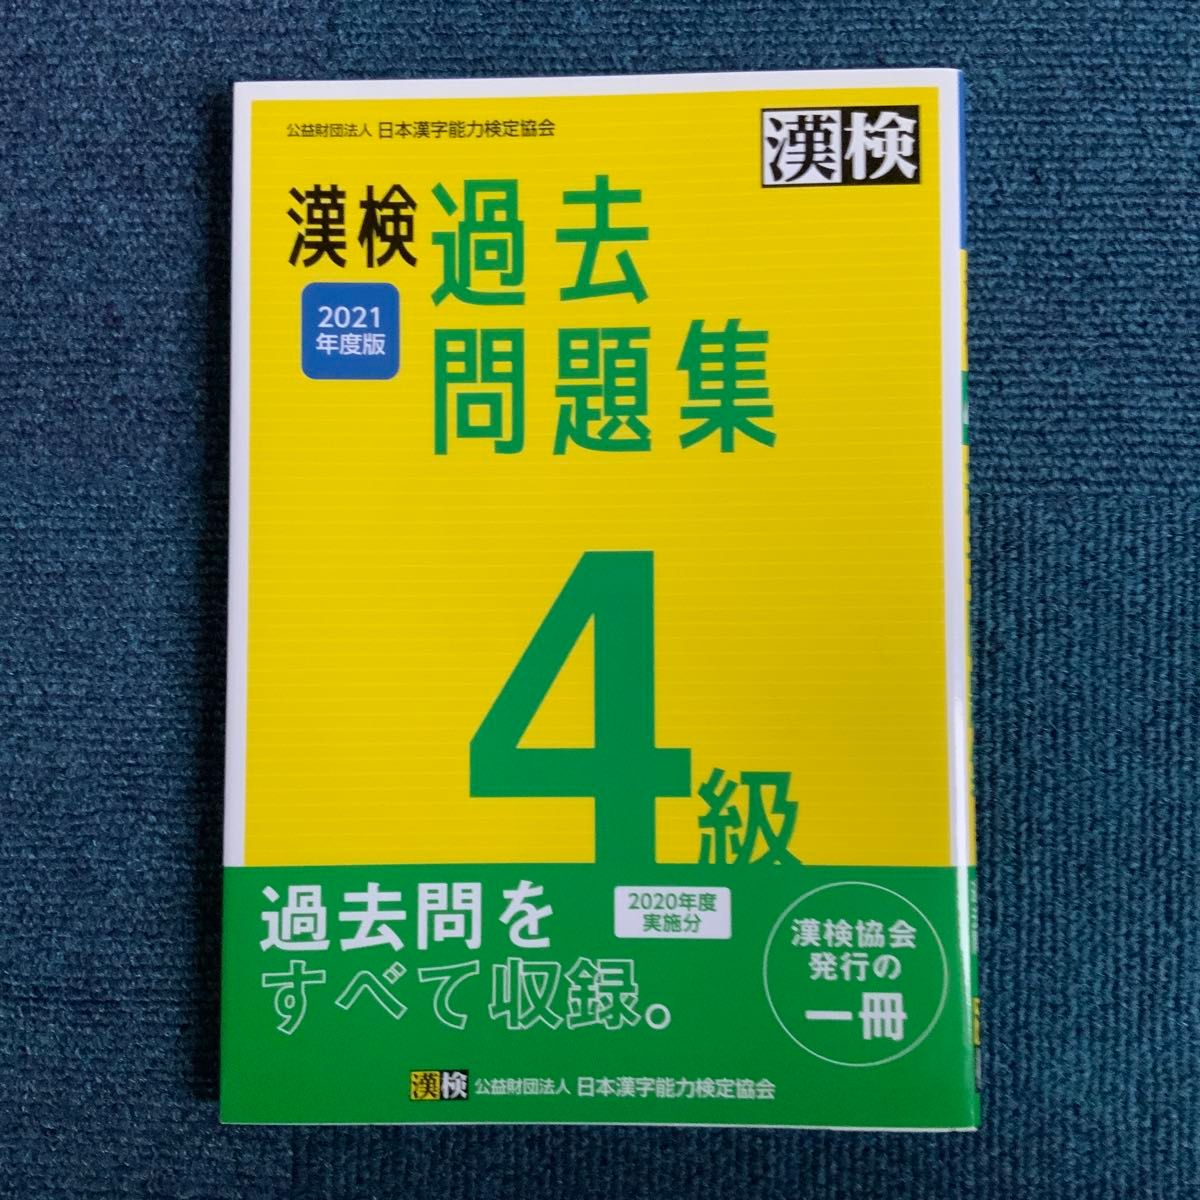 公益財団法人 日本漢字能力検定協会
漢検
漢検
過去
問題集
2021
年度版
4級
過去問を
すべて収録。
2020年度
実施分
漢検協会
発行の
一冊
漢検 公益財団法人 日本漢字能力検定協会